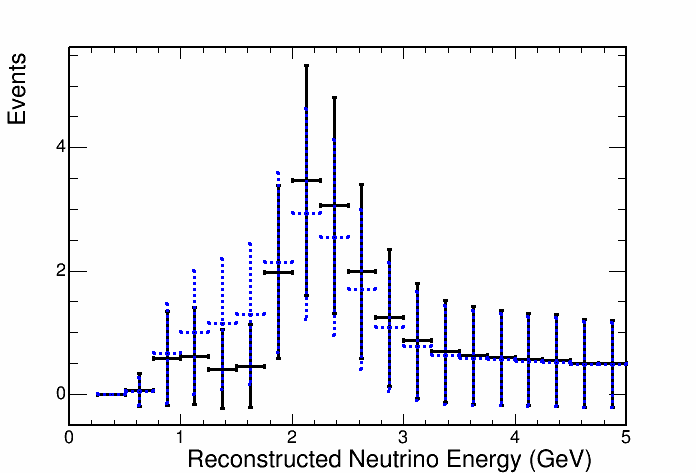 Events
4
2
0
0 1 2 3 4 5
Reconstructed Neutrino Energy (GeV)